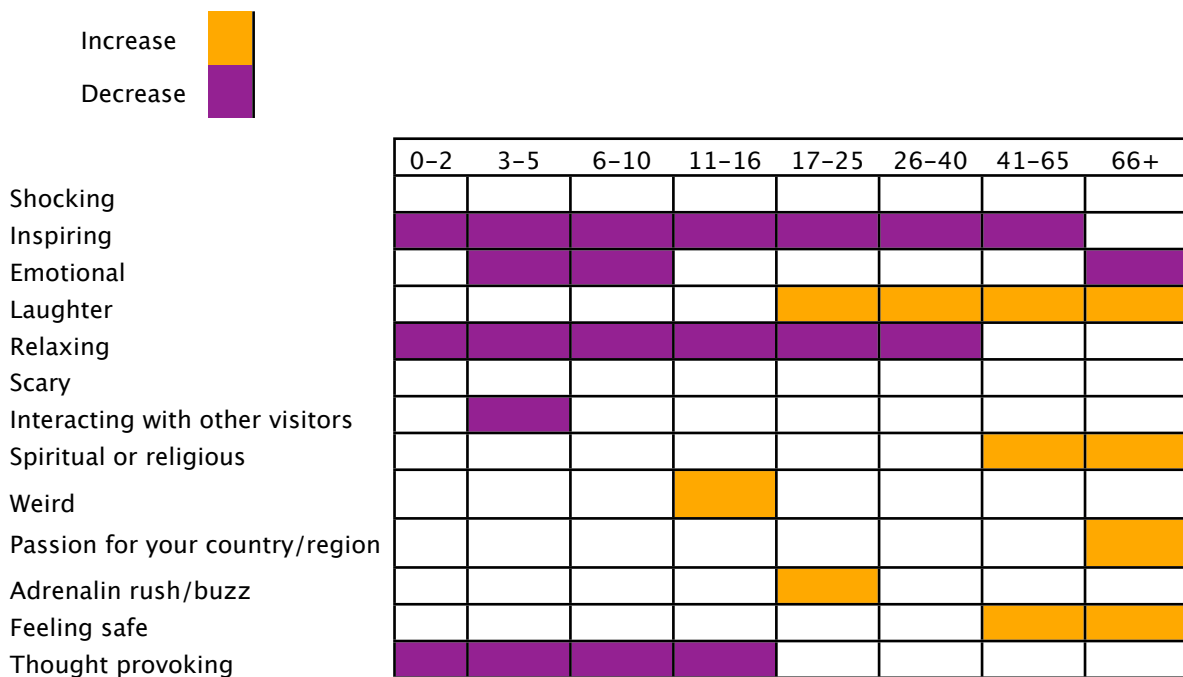 Increase
Decrease
0-2 3-5 6-10 11-16 17-25 26-40 41-65 66+
Shocking
Inspiring
Emotional
Laughter
Relaxing
Scary
Interacting with other visitors
Spiritual or religious
Weird
Passion for your country/region
Adrenalin rush/buzz
Feeling safe
Thought provoking